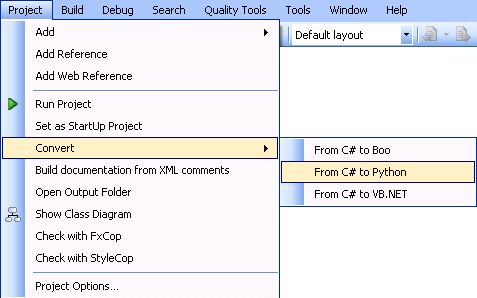 Project Build Debug Search Quality Tools Tools Window Python
Add Default layout
Add Reference
Add Web Reference
Run Project
Set as StartUp Project
Convert From C# to Boo
Build documentation from XML comments From C# to Python
Open Output Folder From C# to VB.NET
Show Class Diagram
Check with FxCop
Check with StyleCop
Project Options...